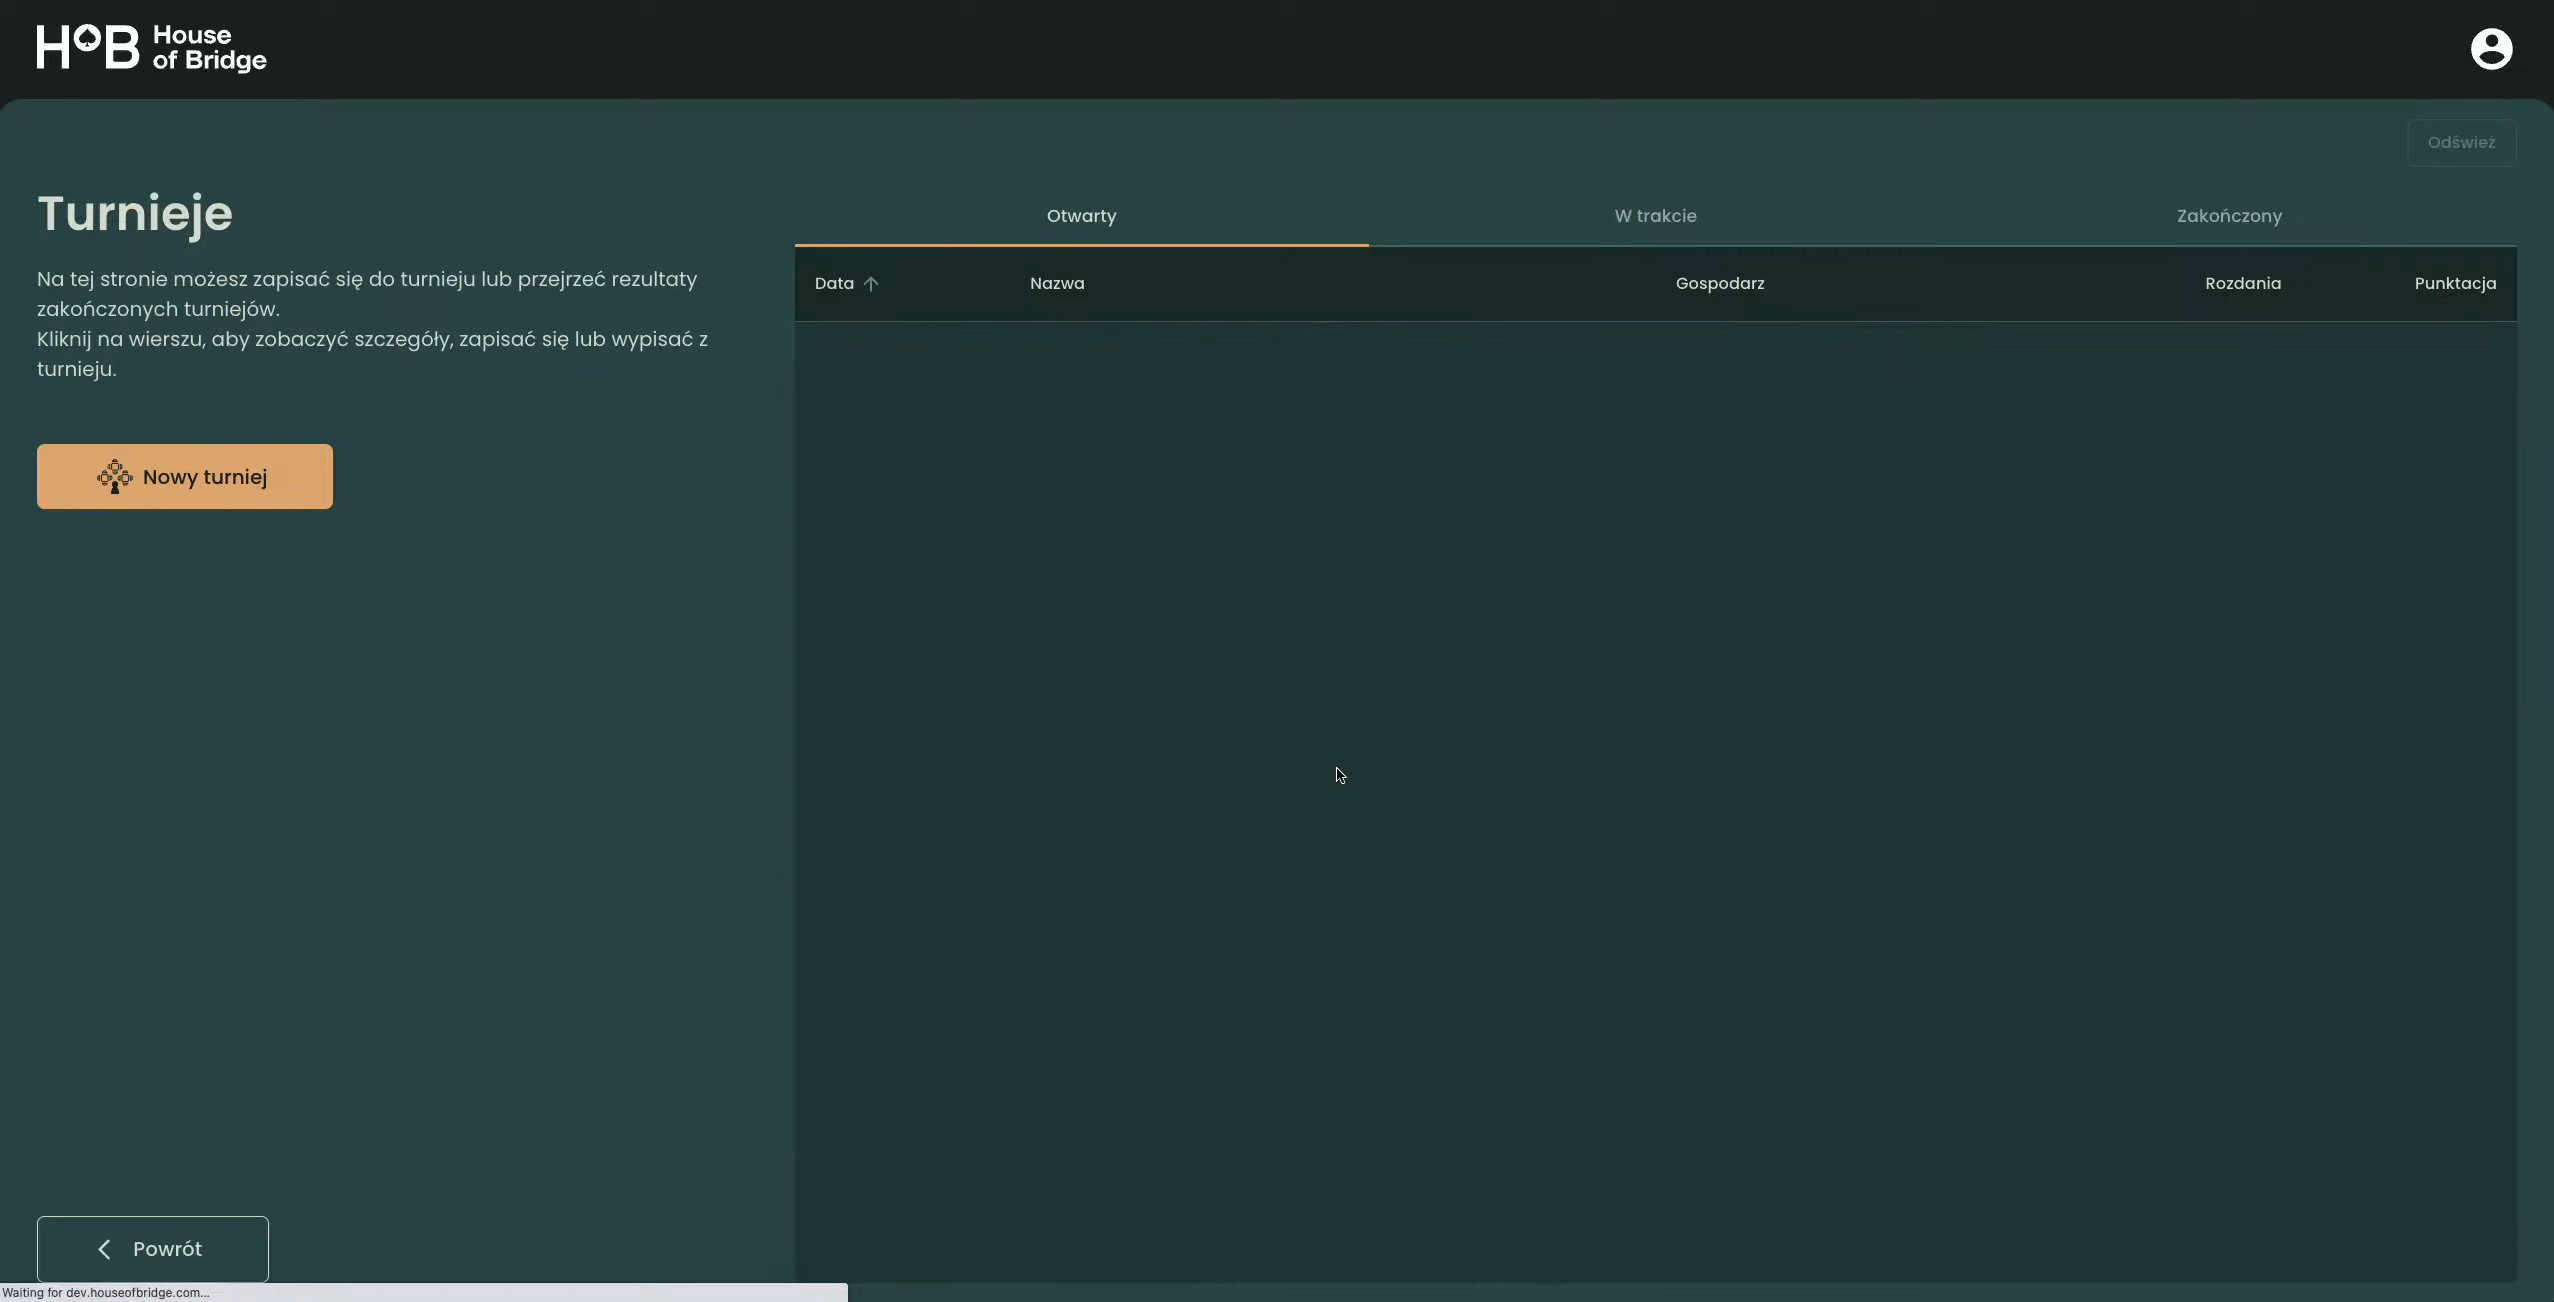 HOB House
of Bridge
Odśwież
Turnieje
Otwarty
W trakcie
Zakończony
Na tej stronie możesz zapisać się do turnieju lub przejrzeć rezultaty
zakończonych turniejów.
Kliknij na wierszu, aby zobaczyć szczegóły, zapisać się lub wypisać z
turnieju.
Data
Nazwa
Gospodarz
Rozdania
Punktacja
Nowy turniej
Powrót
Waiting for dev.houseofbridge.com...